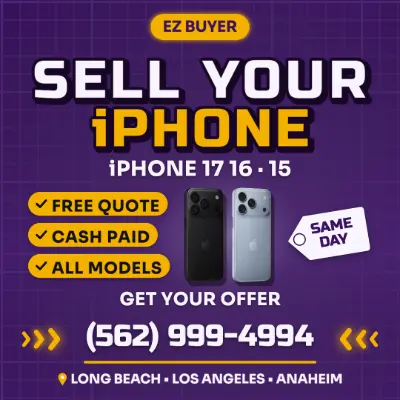 EZ BUYER
SELL YOUR
iPHONE
iPHONE 17 16 · 15
FREE QUOTE
CASH PAID
ALL MODELS
SAME
DAY
GET YOUR OFFER
(562) 999-4994
LONG BEACH • LOS ANGELES • ANAHEIM